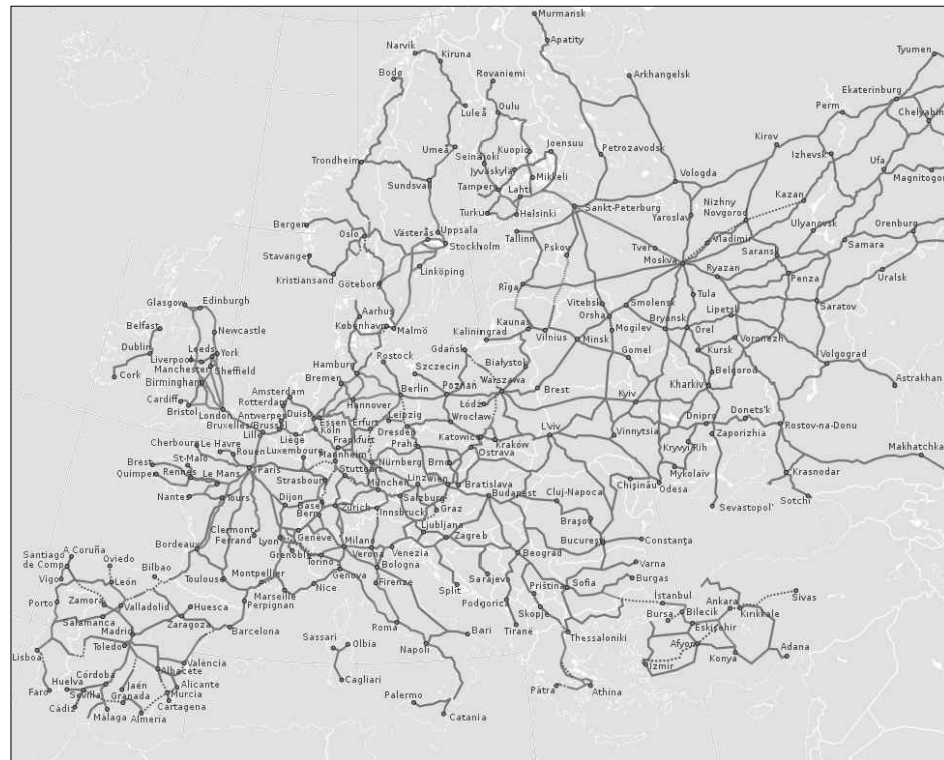 Murmansk
Apatity
Narvik
Kiruna
Tyumen
Bodø
Rovaniemi
Arkhangelsk
Ekaterinburg
Luleå
Oulu
Perm
Chelyabin
Umeå
Seinäjoki
Kuopio
Joensuu
Petrozavodsk
Kirov
Izhevsk
Ufa
Trondheim
Jyväskylä
Mikkeli
Vologda
Magnitogor
Sundsvall
Tampere
Lahti
Kazan
Bergen
Turku
Helsinki
Sankt-Peterburg
Yaroslav
Nizhny
Novgorod
Oslo
Västerås
Uppsala
Stockholm
Tallinn
Pskov
Tver
Vladimir
Ulyanovsk
Orenburg
Stavanger
Moskva
Saransk
Samara
Kristiansand
Linköping
Ryazan
Penza
Uralsk
Göteborg
Rīga
Tula
Glasgow
Edinburgh
Vitebsk
Smolensk
Lipetsk
Saratov
Belfast
Aarhus
Orsha
Newcastle
København
Malmö
Kaliningrad
Kaunas
Vilnius
Minsk
Mogilev
Bryansk
Orel
Voronezh
Dublin
Leeds
York
Liverpool
Manchester
Sheffield
Rostock
Gdańsk
Gomel
Kursk
Cork
Birmingham
Hamburg
Bremen
Szczecin
Białystok
Belgorod
Volgograd
Cardiff
Bristol
London
Amsterdam
Rotterdam
Berlin
Poznań
Warszawa
Brest
Kyiv
Kharkiv
Astrakhan
Antwerpen
Duisb
Hannover
Łódź
Bruxelles/Brussel
Essen
Erfurt
Leipzig
Wrocław
Dnipro
Donets'k
Lille
Liège
Köln
Dresden
Katowice
Lviv
Vinnytsia
Zaporizhia
Rostov-na-Donu
Cherbourg
Le Havre
Rouen
Luxembourg
Frankfurt
Mannheim
Praha
Kraków
Ostrava
Kryvyi Rih
Makhatchka
Brest
St-Malo
Paris
Stuttgart
Nürnberg
Brno
Mykolaiv
Krasnodar
Quimper
Rennes
Le Mans
Strasbourg
München
Linz
Wien
Bratislava
Chişinău
Odesa
Nantes
Tours
Dijon
Basel
Zürich
Salzburg
Budapest
Cluj-Napoca
Sevastopol'
Sotchi
Bern
Innsbruck
Graz
Clermont
Ferrand
Lyon
Genève
Milano
Ljubljana
Zagreb
Braşov
Bordeaux
Grenoble
Torino
Verona
Venezia
Beograd
Bucureşti
Constanţa
Santiago
de Comp
A Coruña
Oviedo
Bilbao
Toulouse
Montpellier
Genova
Bologna
Varna
Vigo
León
Marseille
Nice
Firenze
Split
Sarajevo
Priština
Sofia
Burgas
Porto
Zamora
Valladolid
Huesca
Perpignan
Podgorica
Skopje
İstanbul
Ankara
Sivas
Salamanca
Zaragoza
Barcelona
Sassari
Olbia
Roma
Bari
Tiranë
Thessaloniki
Bursa
Bilecik
Kırıkkale
Eskişehir
Lisboa
Madrid
Toledo
Napoli
Afyon
Konya
Adana
València
Albacete
Cagliari
İzmir
Faro
Huelva
Córdoba
Jaén
Alicante
Murcia
Palermo
Pátra
Athína
Cádiz
Sevilla
Granada
Cartagena
Málaga
Almería
Catania